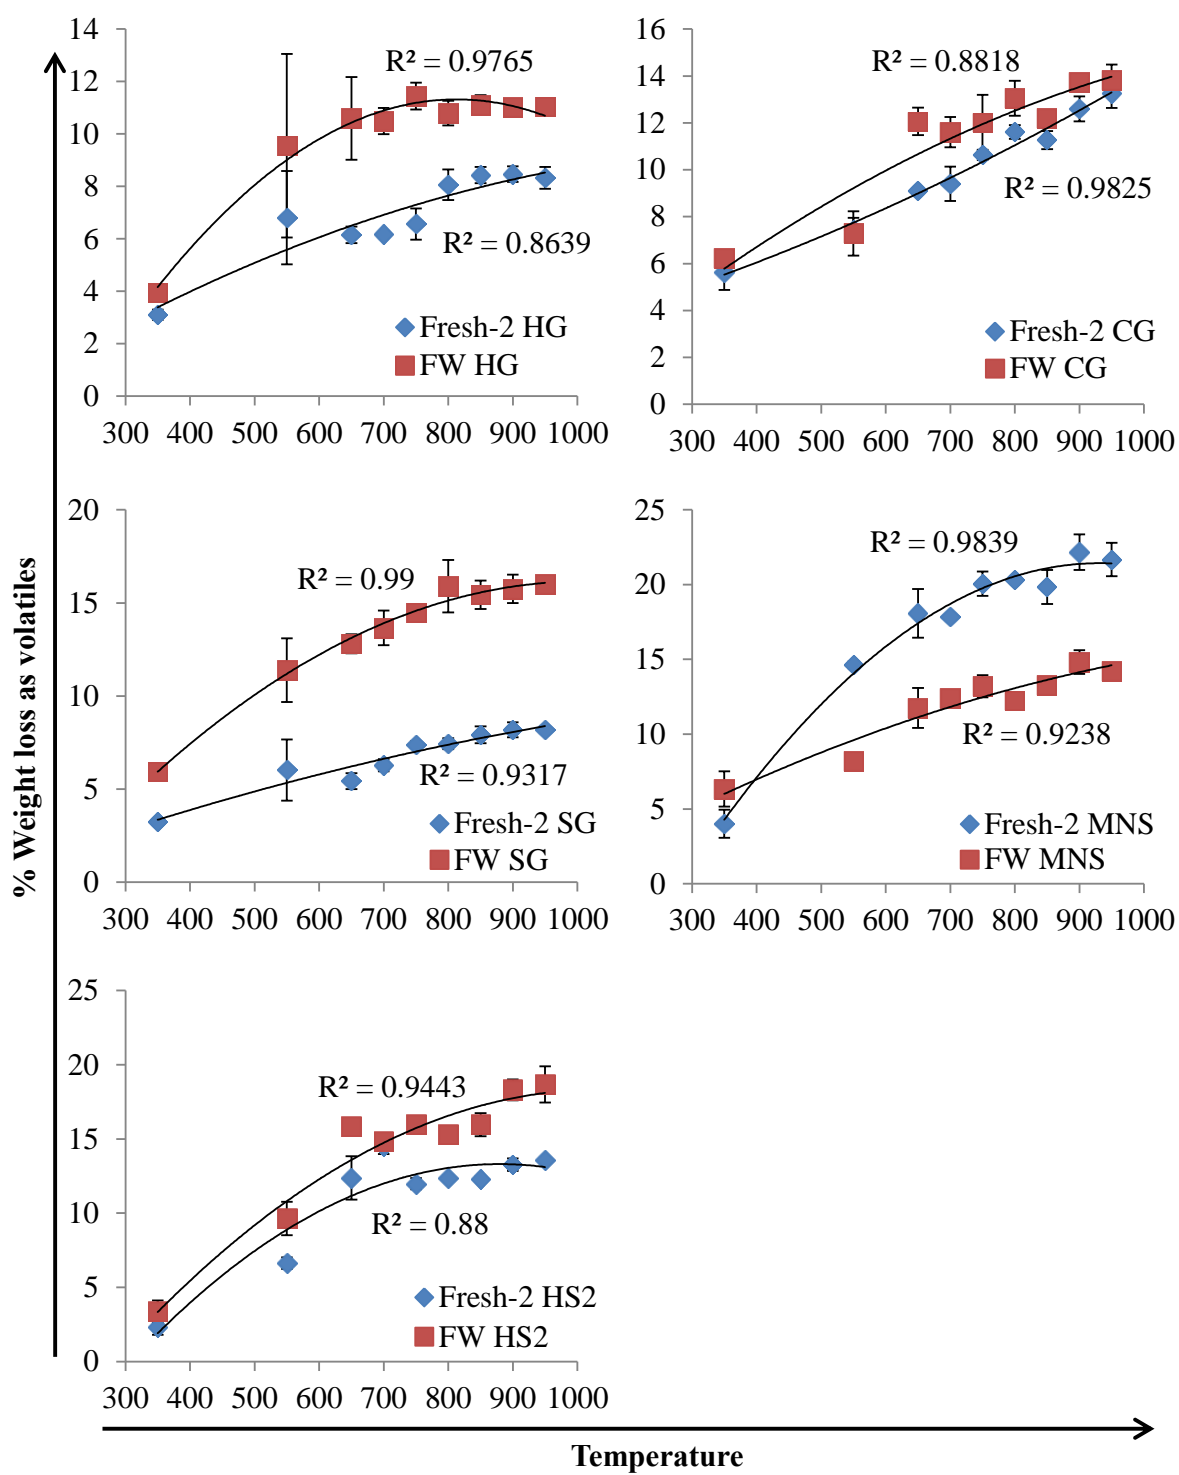 14
12
10
8
6
4
2
0
300 400 500 600 700 800 900 1000
R² = 0.9765
R² = 0.8639
Fresh-2 HG
FW HG
16
14
12
10
8
6
4
2
0
300 400 500 600 700 800 900 1000
R² = 0.8818
R² = 0.9825
Fresh-2 CG
FW CG
20
15
10
5
0
300 400 500 600 700 800 900 1000
R² = 0.99
R² = 0.9317
Fresh-2 SG
FW SG
25
20
15
10
5
0
300 400 500 600 700 800 900 1000
R² = 0.9839
R² = 0.9238
Fresh-2 MNS
FW MNS
25
20
15
10
5
0
300 400 500 600 700 800 900 1000
R² = 0.9443
R² = 0.88
Fresh-2 HS2
FW HS2
% Weight loss as volatiles
Temperature